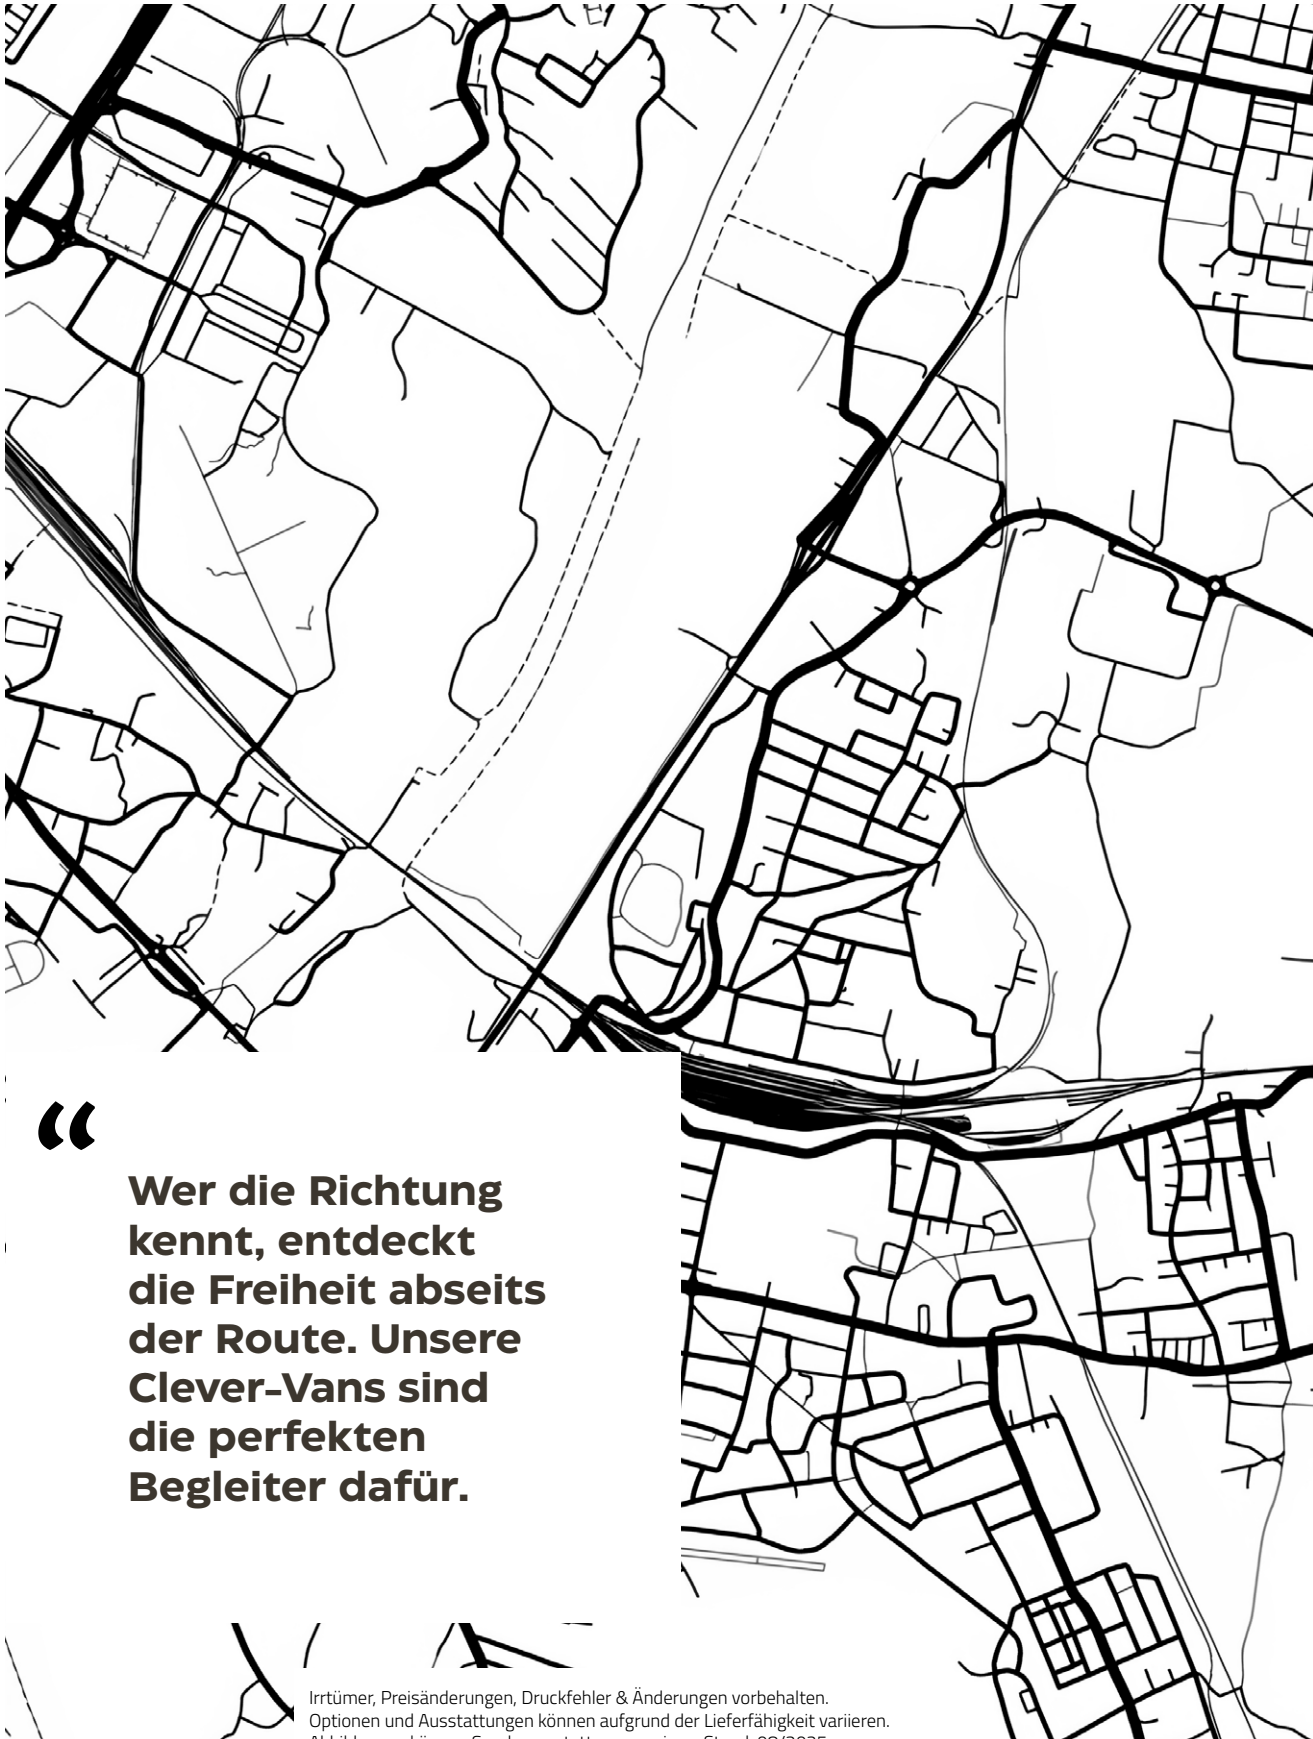 “
Wer die Richtung
kennt, entdeckt
die Freiheit abseits
der Route. Unsere
Clever-Vans sind
die perfekten
Begleiter dafür.
Irrtümer, Preisänderungen, Druckfehler & Änderungen vorbehalten.
Optionen und Ausstattungen können aufgrund der Lieferfähigkeit variieren.